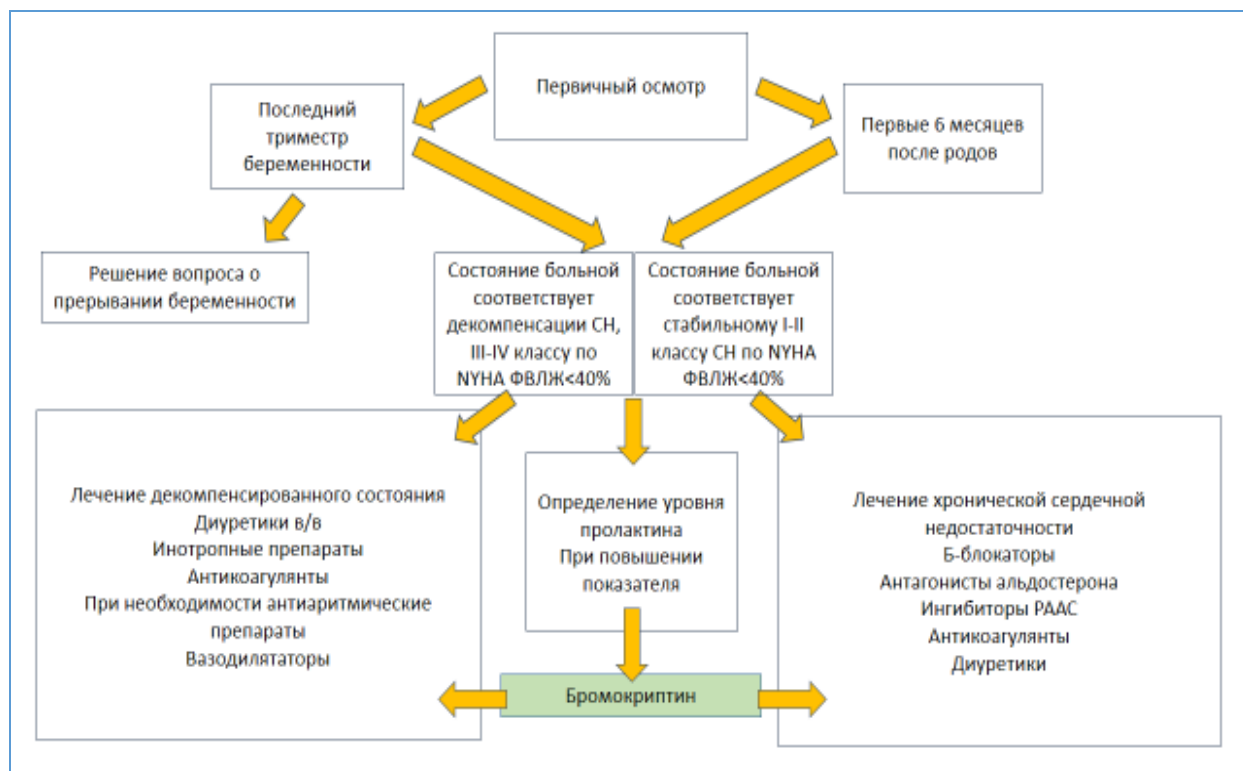 Первичный осмотр
Последний
триместр
беременности
Первые 6 месяцев
после родов
Решение вопроса о
прерывании беременности
Состояние больной
соответствует
декомпенсации СН,
III-IV классу по
NYHA ФВЛЖ<40%
Состояние больной
соответствует
стабильному I-II
классу СН по NYHA
ФВЛЖ<40%
Лечение декомпенсированного состояния
Диуретики в/в
Инотропные препараты
Антикоагулянты
При необходимости антиаритмические
препараты
Вазодилятаторы
Определение уровня
пролактина
При повышении
показателя
Бромокриптин
Лечение хронической сердечной
недостаточности
Б-блокаторы
Антагонисты альдостерона
Ингибиторы РААС
Антикоагулянты
Диуретики